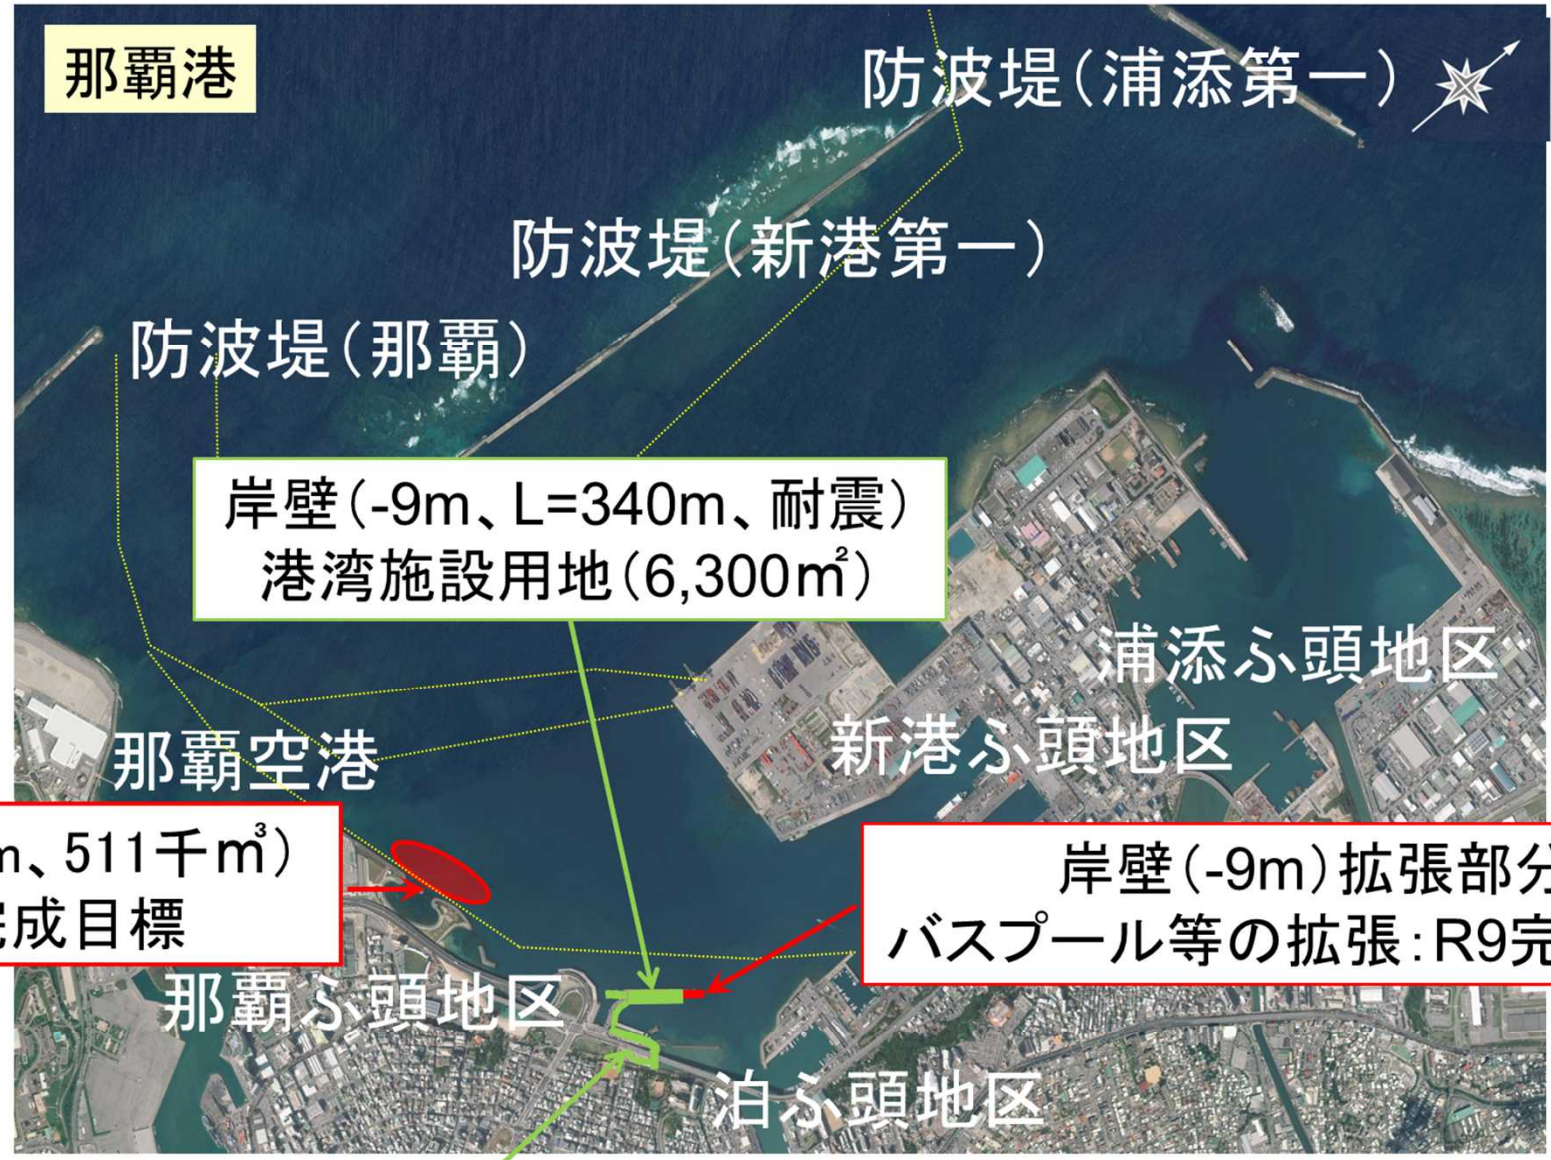 那覇港
防波堤(浦添第一)
防波堤(新港第一)
防波堤(那覇)
岸壁(-9m、L=340m、耐震)
港湾施設用地(6,300㎡)
浦添ふ頭地区
新港ふ頭地区
那覇空港
m、511千㎥)
完成目標
岸壁(-9m)拡張部分
バスプール等の拡張:R9完
那覇ふ頭地区
泊ふ頭地区